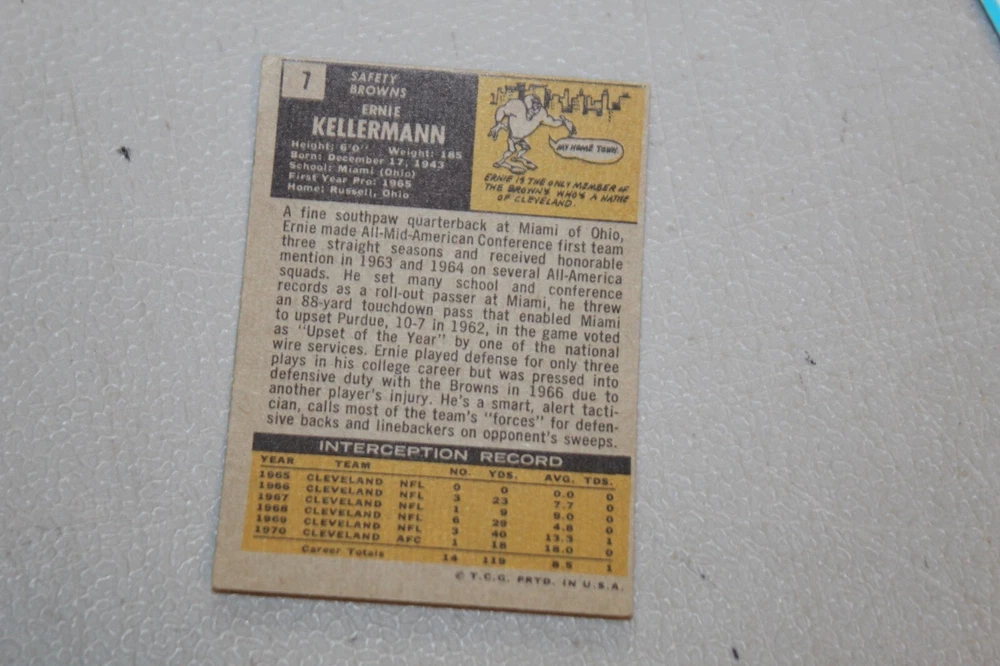 7
SAFETY
BROWNS
ERNIE
KELLERMANN
Height: 6'0" Weight: 185
Born: December 17, 1943
School: Miami (Ohio)
First Year Pro: 1965
Home: Russell, Ohio
MY HOME TOWN
ERNIE IS THE ONLY MEMBER OF
THE BROWNS WHO'S A NATIVE
OF CLEVELAND.
A fine southpaw quarterback at Miami of Ohio,
Ernie made All-Mid-American Conference first team
three straight seasons and received honorable
mention in 1963 and 1964 on several All-America
squads. He set many school and conference
records as a roll-out passer at Miami, he threw
an 88-yard touchdown pass that enabled Miami
to upset Purdue, 10-7 in 1962, in the game voted
as "Upset of the Year" by one of the national
wire services. Ernie played defense for only three
plays in his college career but was pressed into
defensive duty with the Browns in 1966 due to
another player's injury. He's a smart, alert tacti-
cian, calls most of the team's "forces" for defen-
sive backs and linebackers on opponent's sweeps.
INTERCEPTION RECORD
YEAR TEAM NO. YDS. AVG. TDS.
1965 CLEVELAND NFL 0 0 0.0 0
1966 CLEVELAND NFL 3 23 7.7 0
1967 CLEVELAND NFL 1 9 9.0 0
1968 CLEVELAND NFL 6 29 4.8 0
1969 CLEVELAND NFL 3 40 13.3 1
1970 CLEVELAND AFC 1 18 18.0 0
Career Totals 14 119 8.5 1
© T.C.G. PRTD. IN U.S.A.